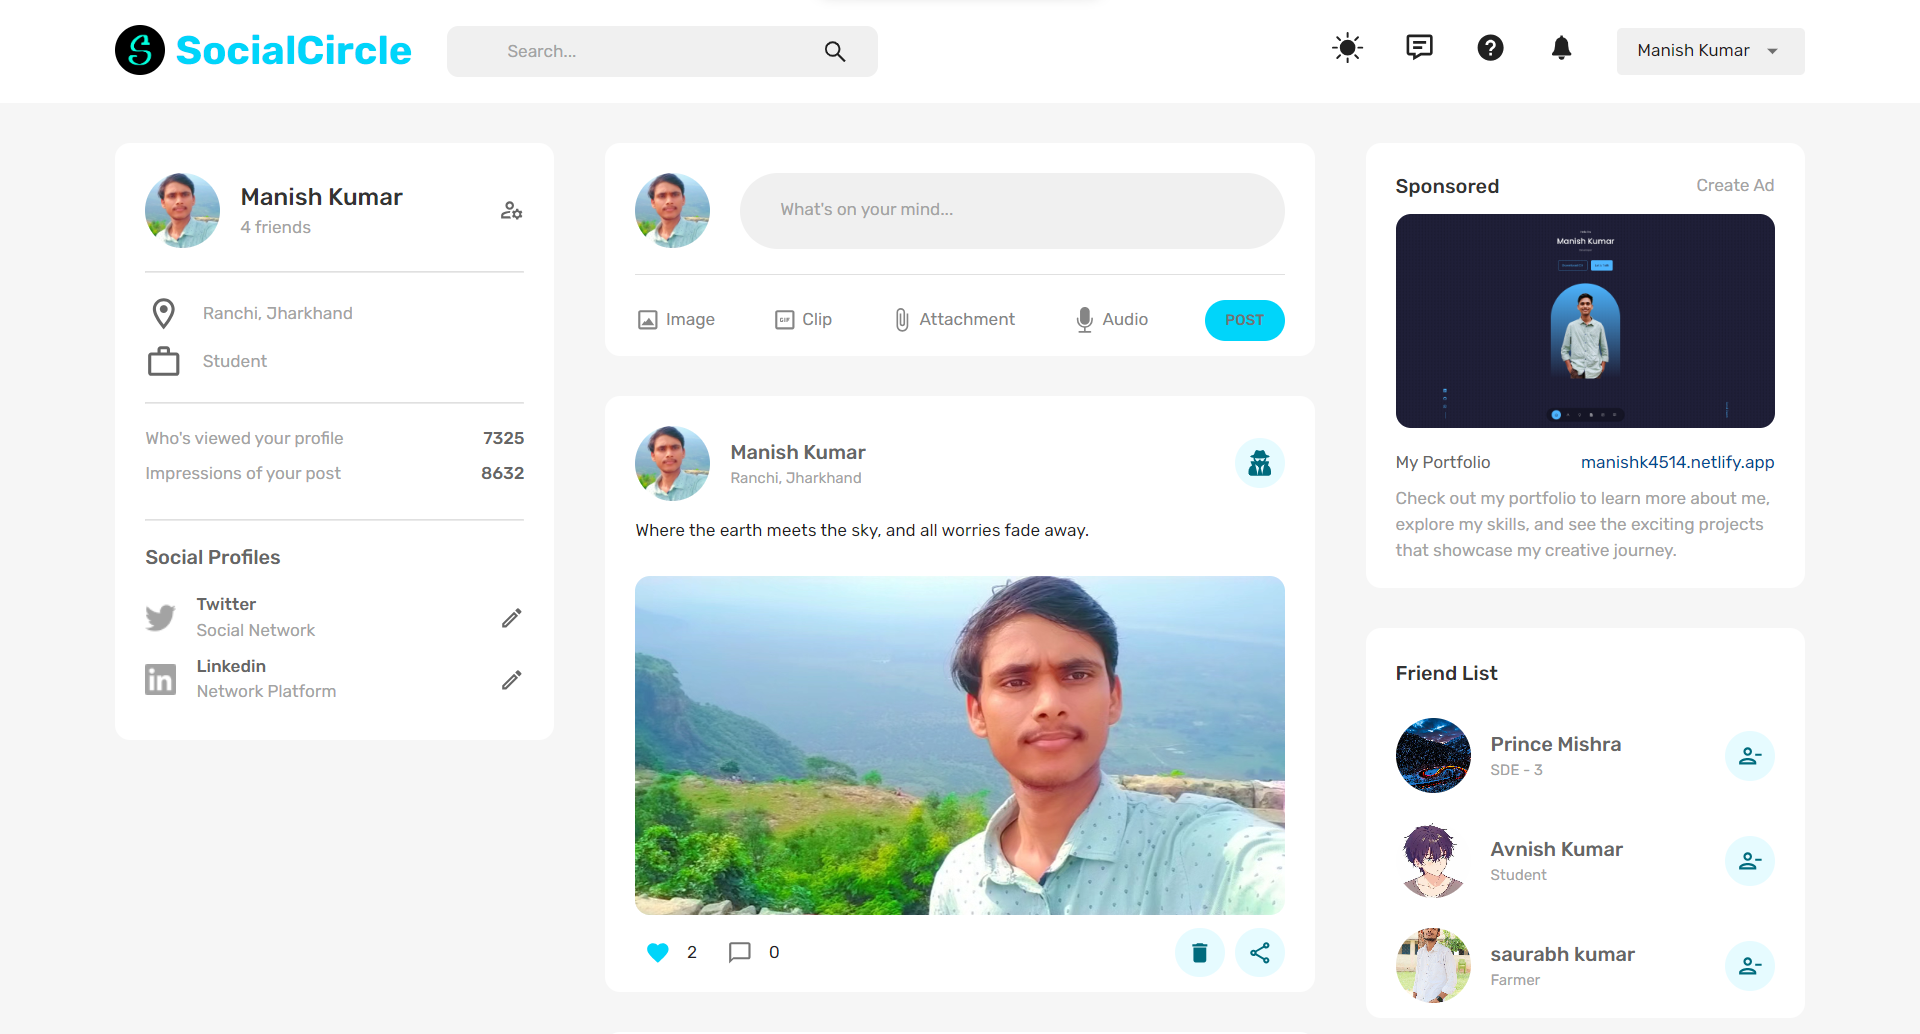 S SocialCircle
Search...
Manish Kumar
Manish Kumar
4 friends
Ranchi, Jharkhand
Student
Who's viewed your profile 7325
Impressions of your post 8632
Social Profiles
Twitter
Social Network
in
Linkedin
Network Platform
What's on your mind...
Image
GIF Clip
Attachment
Audio
POST
Manish Kumar
Ranchi, Jharkhand
Where the earth meets the sky, and all worries fade away.
2
0
Sponsored
Create Ad
Manish Kumar
My Portfolio
manishk4514.netlify.app
Check out my portfolio to learn more about me,
explore my skills, and see the exciting projects
that showcase my creative journey.
Friend List
Prince Mishra
SDE - 3
Avnish Kumar
Student
saurabh kumar
Farmer